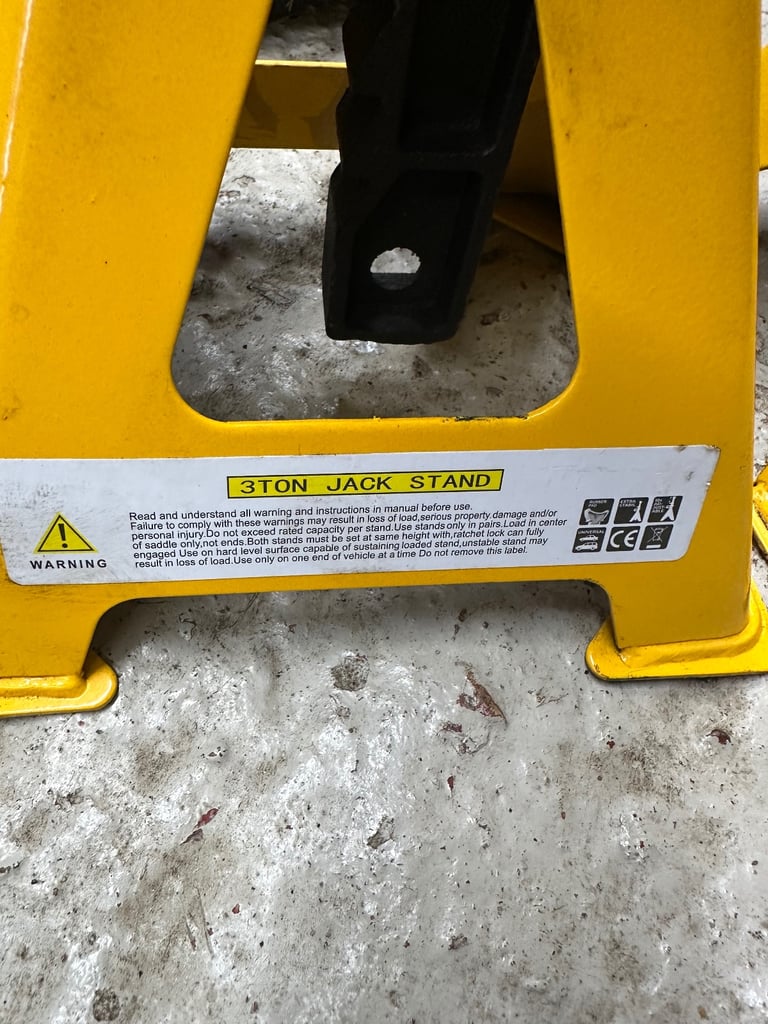 3TON JACK STAND
Read and understand all warning and instructions in manual before use.
Failure to comply with these warnings may result in loss of load,serious property.damage and/or
personal injury.Do not exceed rated capacity per stand.Use stands only in pairs.Load in center
of saddle only,not ends.Both stands must be set at same height with,ratchet lock can fully
engaged Use on hard level surface capable of sustaining loaded stand,unstable stand may
result in loss of load.Use only on one end of vehicle at a time Do not remove this label.
WARNING
RUBBER PAD
EXTRA STABIL
UNIVERSAL
CE